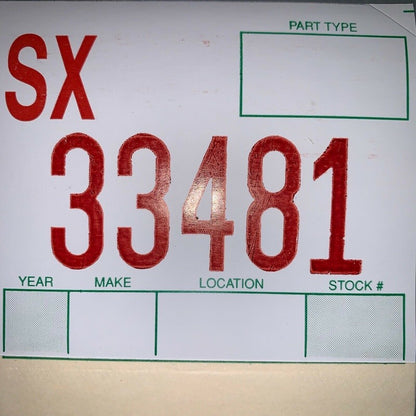 PART TYPE
SX
33481
YEAR MAKE LOCATION STOCK #